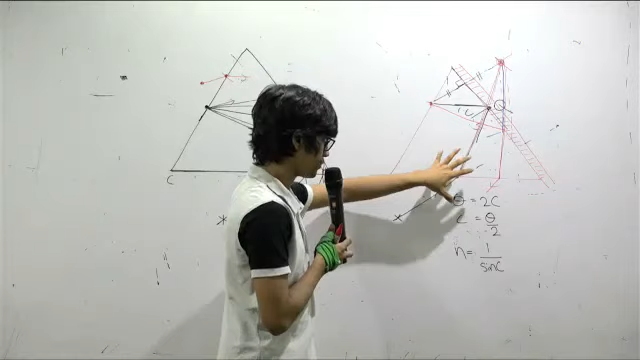 C
θ = 2C
c = θ/2
n = 1/sinC